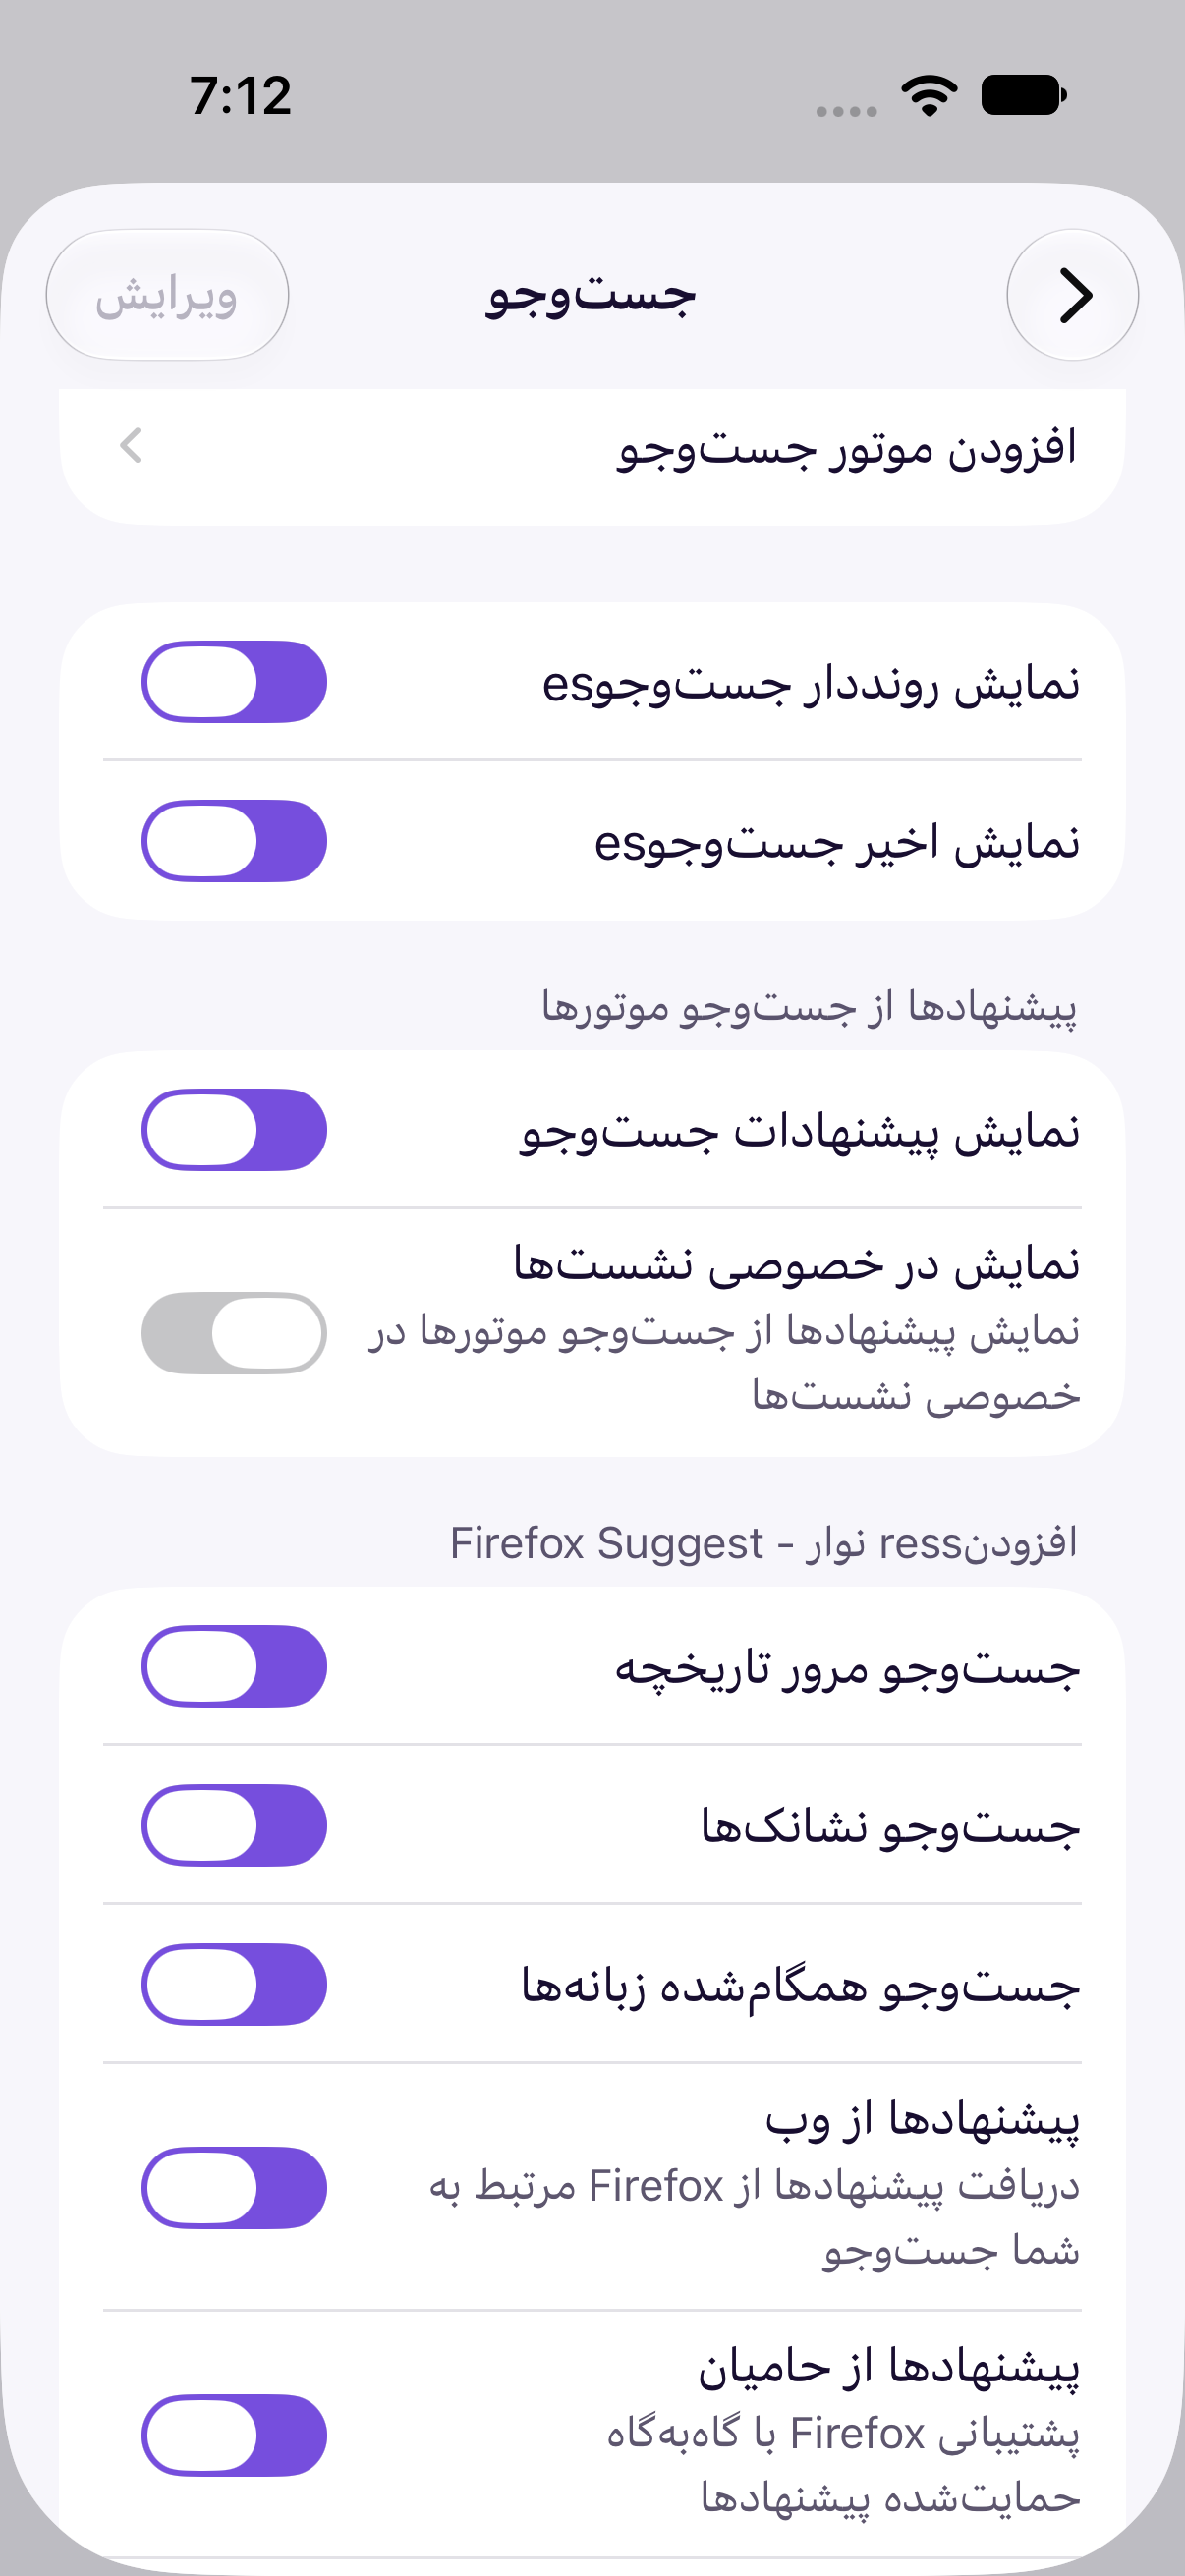 7:12
جست‌وجو
ویرایش
افزودن موتور جست‌وجو
نمایش رونددار جست‌وجوes
نمایش اخیر جست‌وجوes
پیشنهادها از جست‌وجو موتورها
نمایش پیشنهادات جست‌وجو
نمایش در خصوصی نشست‌ها
نمایش پیشنهادها از جست‌وجو موتورها در
خصوصی نشست‌ها
افزودنress نوار - Firefox Suggest
جست‌وجو مرور تاریخچه
جست‌وجو نشانک‌ها
جست‌وجو همگام‌شده زبانه‌ها
پیشنهادها از وب
دریافت پیشنهادها از Firefox مرتبط به
شما جست‌وجو
پیشنهادها از حامیان
پشتیبانی Firefox با گاه‌به‌گاه
حمایت‌شده پیشنهادها